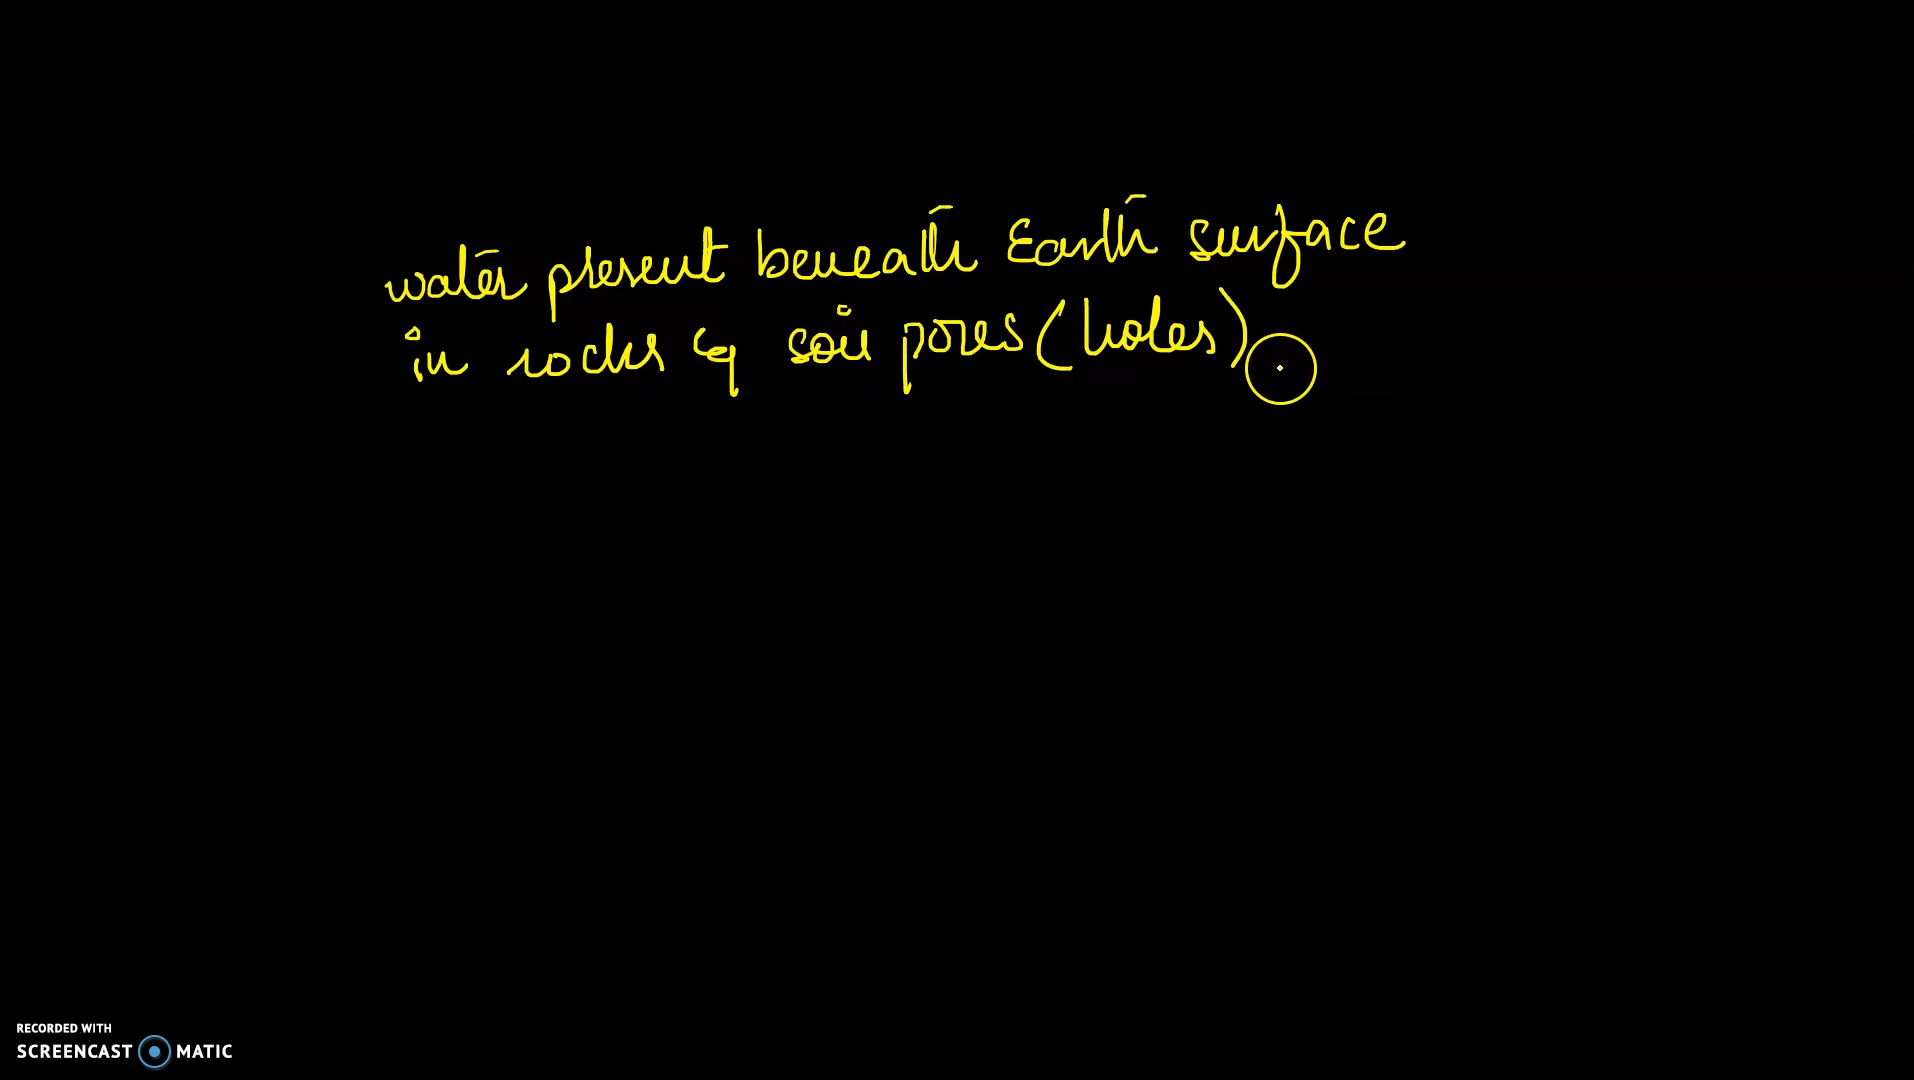 water present beneath Earth surface
in rocks & soil pores (holes)
RECORDED WITH
SCREENCAST MATIC